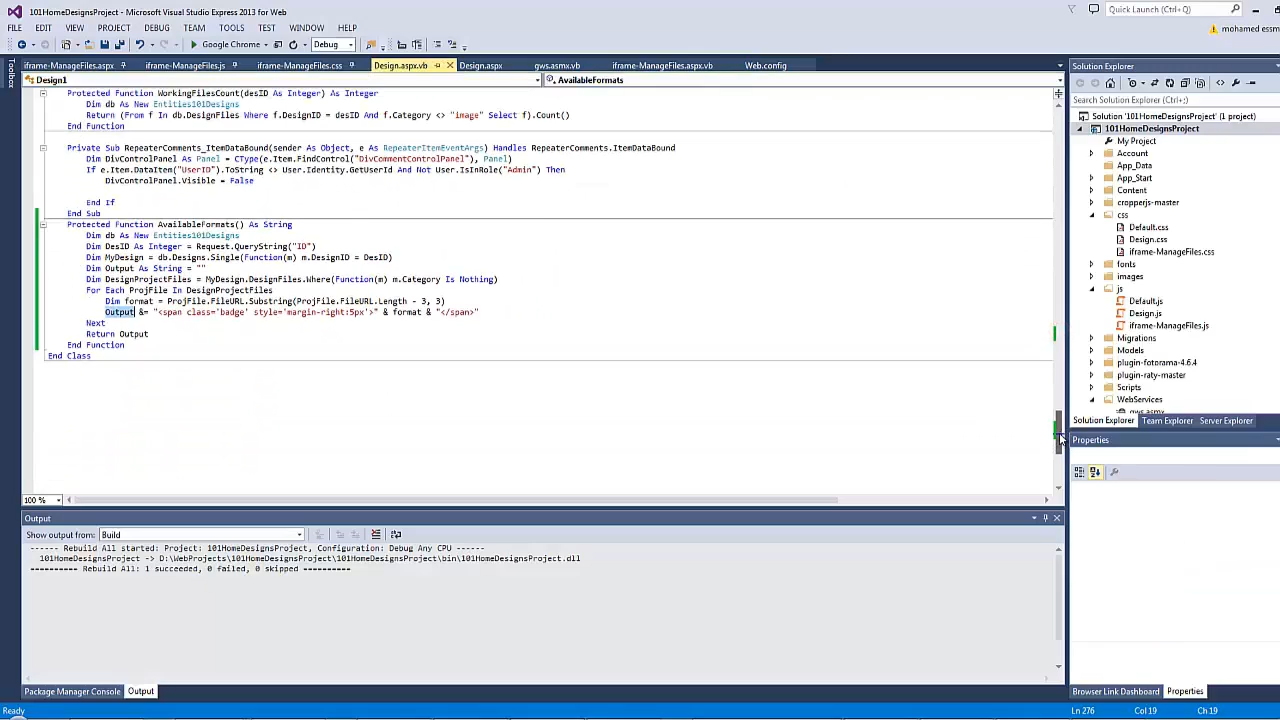 101HomeDesignsProject - Microsoft Visual Studio Express 2013 for Web
Quick Launch (Ctrl+;)
FILE EDIT VIEW PROJECT DEBUG TEAM TOOLS TEST WINDOW HELP
mohamed essm
Google Chrome Debug
iframe-ManageFiles.aspx iframe-ManageFiles.js iframe-ManageFiles.css Design.aspx.vb Design.aspx gws.asmx.vb iframe-ManageFiles.aspx.vb Web.config
Toolbox
Design1 AvailableFormats
Protected Function WorkingFilesCount(desID As Integer) As Integer
Dim db As New Entities101Designs
Return (From f In db.DesignFiles Where f.DesignID = desID And f.Category <> "image" Select f).Count()
End Function
Private Sub RepeaterComments_ItemDataBound(sender As Object, e As RepeaterItemEventArgs) Handles RepeaterComments.ItemDataBound
Dim DivControlPanel As Panel = CType(e.Item.FindControl("DivCommentControlPanel"), Panel)
If e.Item.DataItem("UserID").ToString <> User.Identity.GetUserId And Not User.IsInRole("Admin") Then
DivControlPanel.Visible = False
End If
End Sub
Protected Function AvailableFormats() As String
Dim db As New Entities101Designs
Dim DesID As Integer = Request.QueryString("ID")
Dim MyDesign = db.Designs.Single(Function(m) m.DesignID = DesID)
Dim Output As String = ""
Dim DesignProjectFiles = MyDesign.DesignFiles.Where(Function(m) m.Category Is Nothing)
For Each ProjFile In DesignProjectFiles
Dim format = ProjFile.FileURL.Substring(ProjFile.FileURL.Length - 3, 3)
Output &= "<span class='badge' style='margin-right:5px'>" & format & "</span>"
Next
Return Output
End Function
End Class
100 %
Solution Explorer
Search Solution Explorer (Ctrl+;)
Solution '101HomeDesignsProject' (1 project)
101HomeDesignsProject
My Project
Account
App_Data
App_Start
Content
cropperjs-master
css
Default.css
Design.css
iframe-ManageFiles.css
fonts
images
js
Default.js
Design.js
iframe-ManageFiles.js
Migrations
Models
plugin-fotorama-4.6.4
plugin-raty-master
Scripts
WebServices
gws.asmx
Solution Explorer Team Explorer Server Explorer
Properties
Output
Show output from: Build
------ Rebuild All started: Project: 101HomeDesignsProject, Configuration: Debug Any CPU ------
101HomeDesignsProject -> D:\WebProjects\101HomeDesignsProject\101HomeDesignsProject\bin\101HomeDesignsProject.dll
========== Rebuild All: 1 succeeded, 0 failed, 0 skipped ==========
Package Manager Console Output
Browser Link Dashboard Properties
Ready Ln 276 Col 19 Ch 19